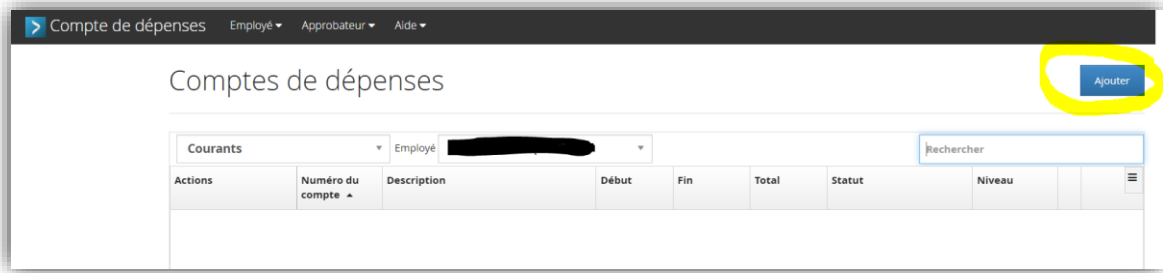 Compte de dépenses Employé Approbateur Aide
Comptes de dépenses
Ajouter
Courants Employé Rechercher
Actions Numéro du compte Description Début Fin Total Statut Niveau